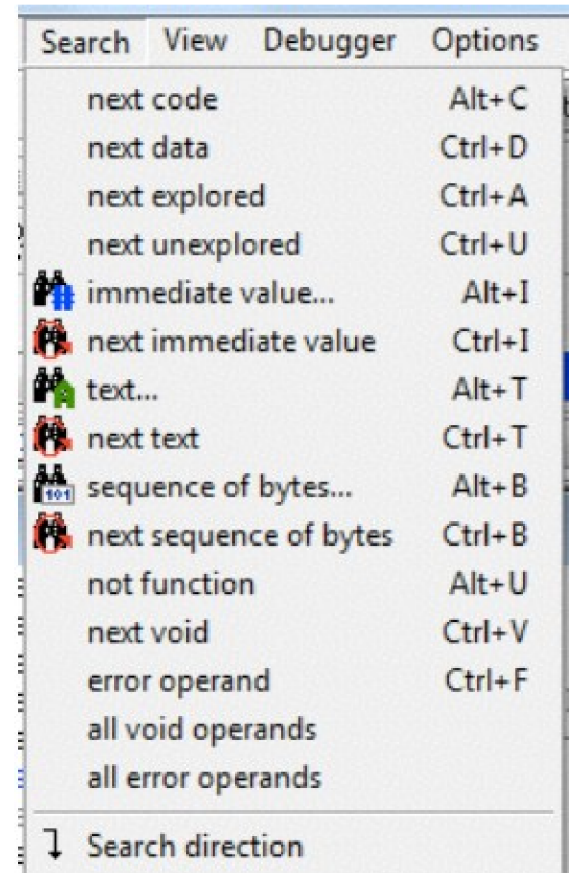 Search View Debugger Options
next code Alt+C
next data Ctrl+D
next explored Ctrl+A
next unexplored Ctrl+U
immediate value... Alt+I
next immediate value Ctrl+I
text... Alt+T
next text Ctrl+T
101 sequence of bytes... Alt+B
next sequence of bytes Ctrl+B
not function Alt+U
next void Ctrl+V
error operand Ctrl+F
all void operands
all error operands
Search direction